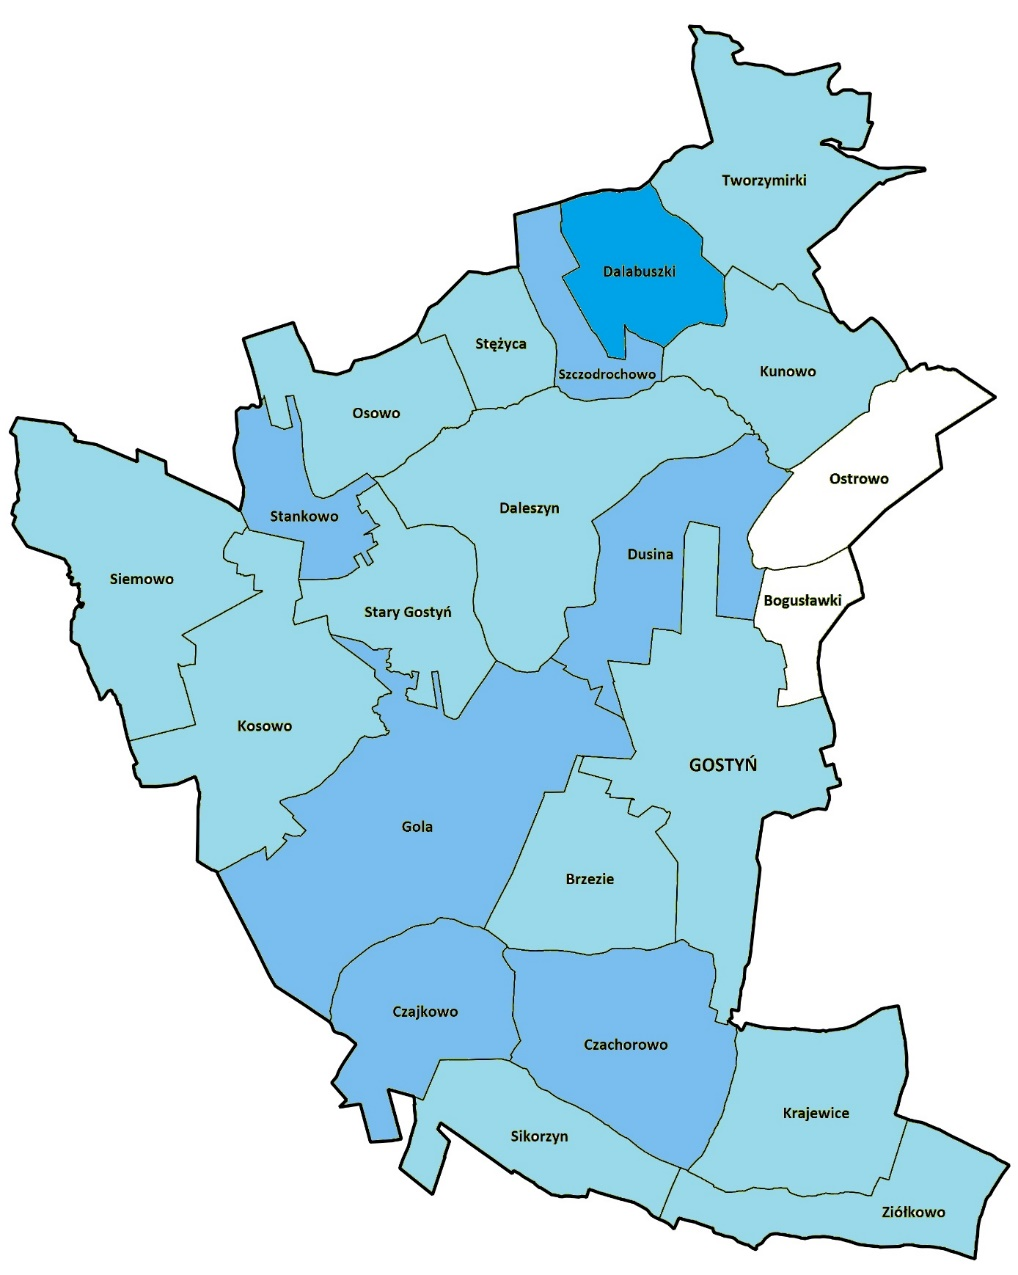 Tworzymirki
Dalabuszki
Stężyca
Szczodrochowo
Kunowo
Osowo
Ostrowo
Daleszyn
Stankowo
Dusina
Siemowo
Bogusławki
Stary Gostyń
Kosowo
GOSTYŃ
Gola
Brzezie
Czajkowo
Czachorowo
Krajewice
Sikorzyn
Ziółkowo